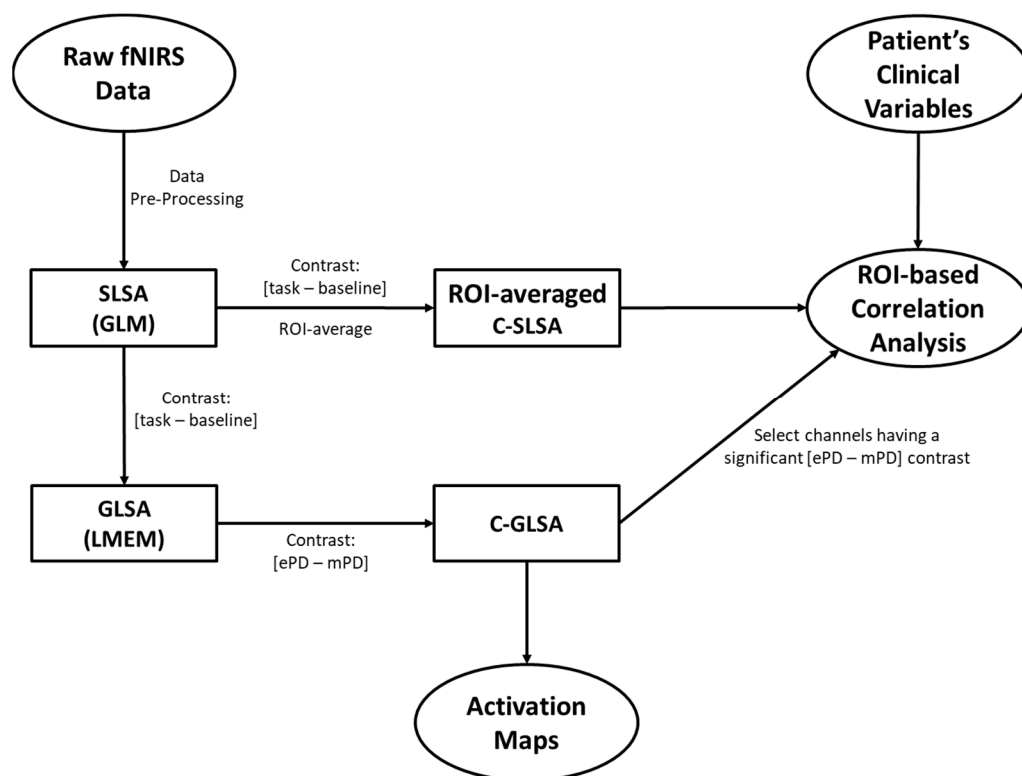 Raw fNIRS
Data
Patient's
Clinical
Variables
Data
Pre-Processing
SLSA
(GLM)
Contrast:
[task – baseline]
ROI-average
ROI-averaged
C-SLSA
ROI-based
Correlation
Analysis
Contrast:
[task – baseline]
Select channels having a
significant [ePD – mPD] contrast
GLSA
(LMEM)
Contrast:
[ePD – mPD]
C-GLSA
Activation
Maps